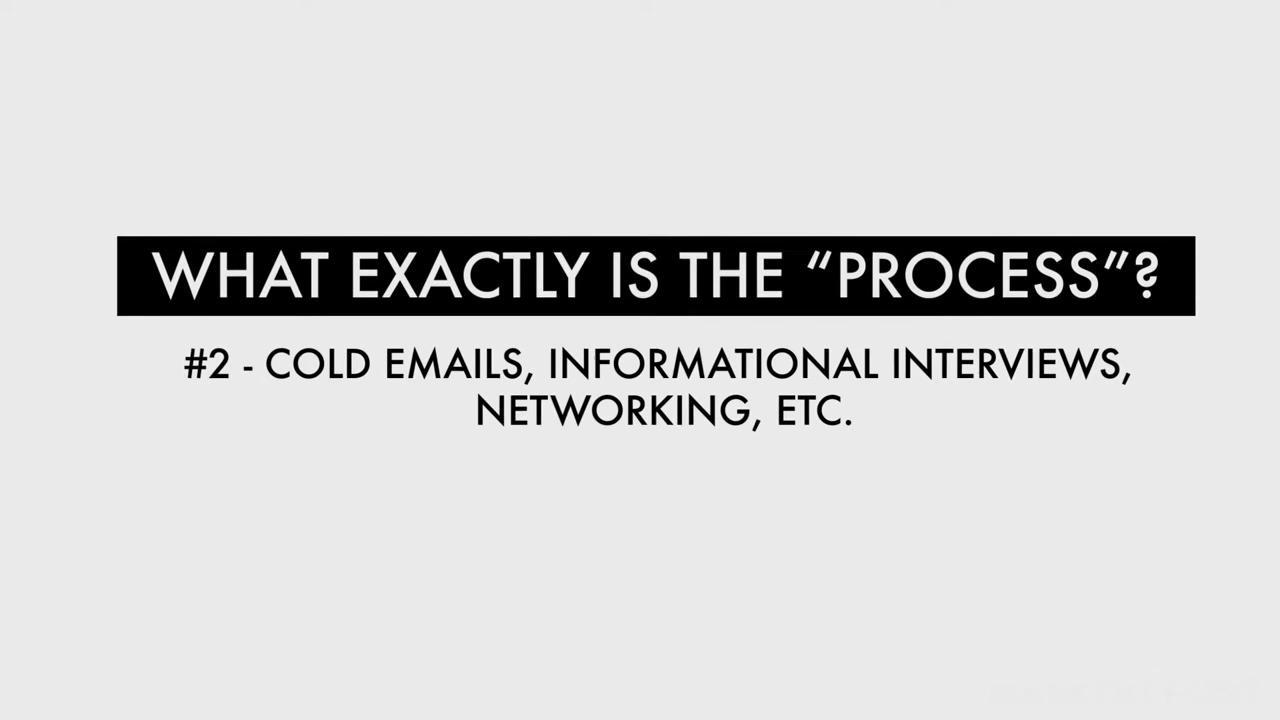 WHAT EXACTLY IS THE “PROCESS”?
#2 - COLD EMAILS, INFORMATIONAL INTERVIEWS,
NETWORKING, ETC.